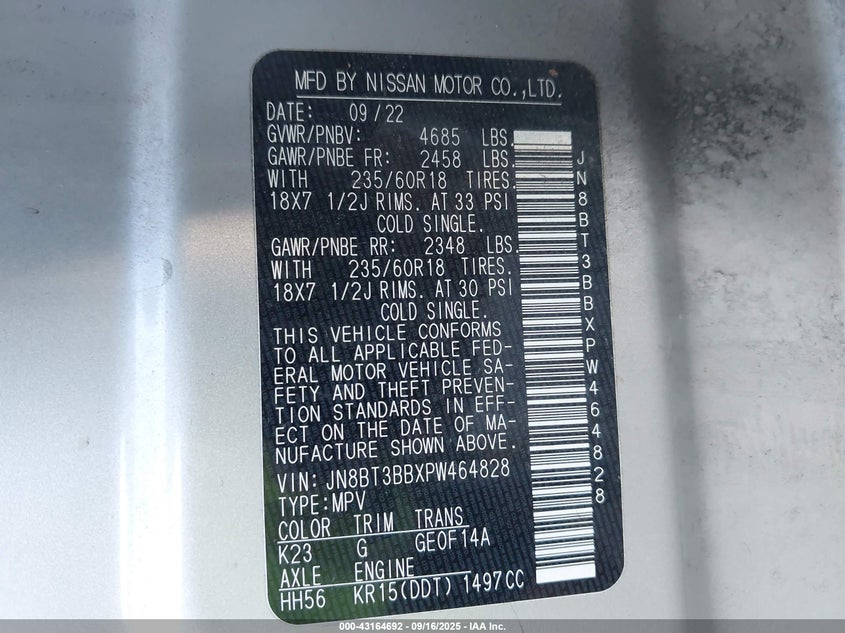 MFD BY NISSAN MOTOR CO.,LTD.
DATE: 09/22
GVWR/PNBV: 4685 LBS.
GAWR/PNBE FR: 2458 LBS.
WITH 235/60R18 TIRES.
18X7 1/2J RIMS. AT 33 PSI
COLD SINGLE.
GAWR/PNBE RR: 2348 LBS.
WITH 235/60R18 TIRES.
18X7 1/2J RIMS. AT 30 PSI
COLD SINGLE.
THIS VEHICLE CONFORMS
TO ALL APPLICABLE FED-
ERAL MOTOR VEHICLE SA-
FETY AND THEFT PREVEN-
TION STANDARDS IN EFF-
ECT ON THE DATE OF MA-
NUFACTURE SHOWN ABOVE.
VIN: JN8BT3BBXPW464828
TYPE:MPV
COLOR TRIM TRANS
K23 G GE0F14A
AXLE ENGINE
HH56 KR15(DDT) 1497CC
JN8BT3BBXPW464828
000-43164692 - 09/16/2025 - IAA Inc.